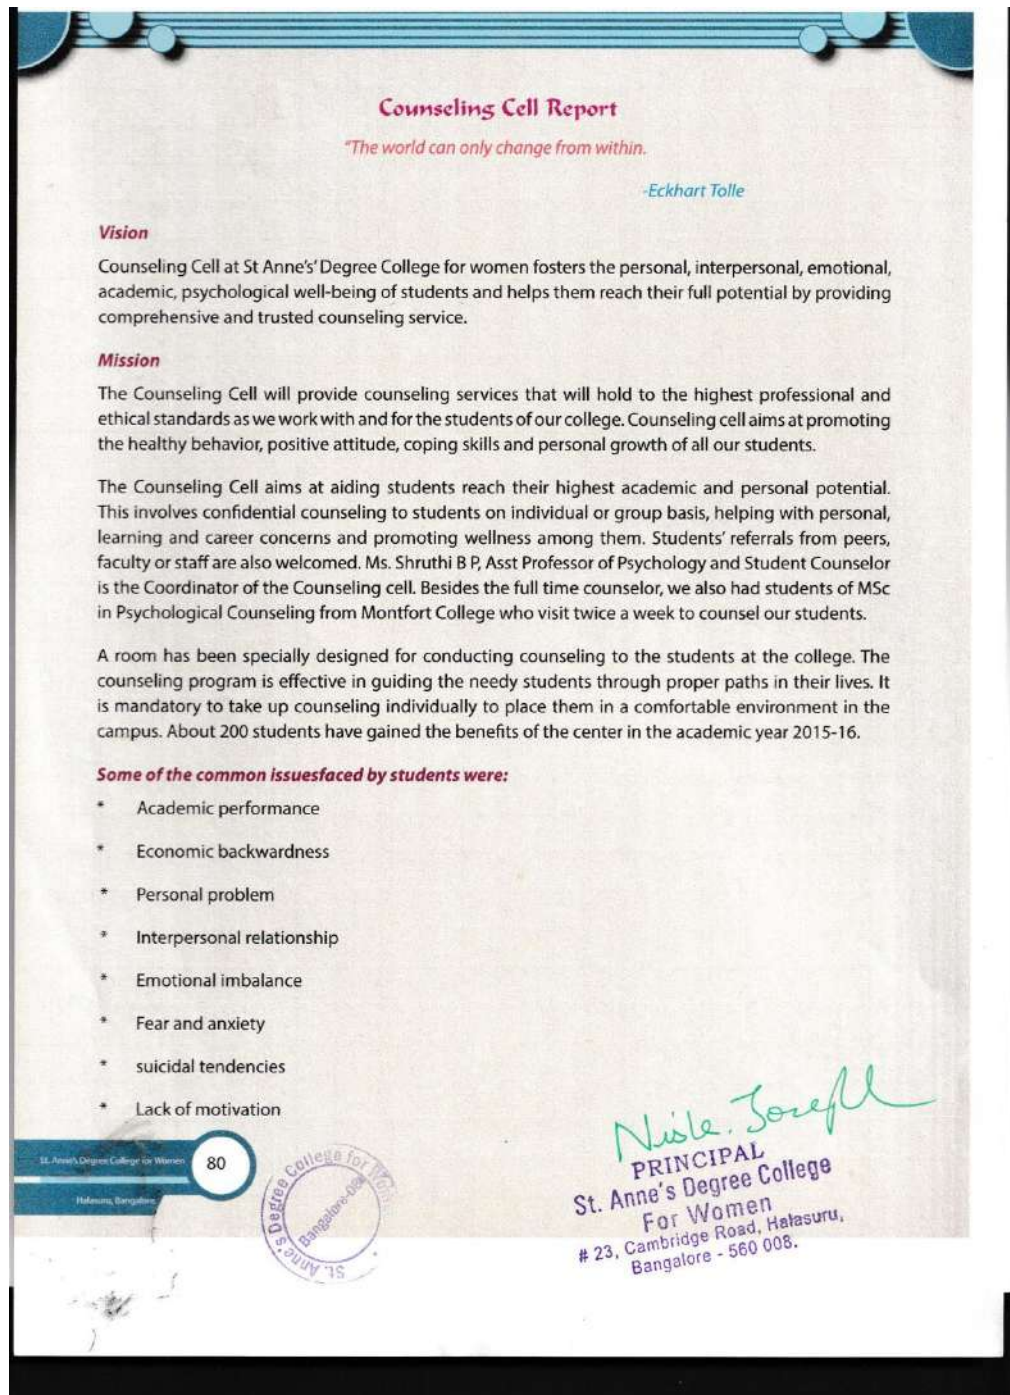 Counseling Cell Report
"The world can only change from within.
-Eckhart Tolle
Vision
Counseling Cell at St Anne's' Degree College for women fosters the personal, interpersonal, emotional,
academic, psychological well-being of students and helps them reach their full potential by providing
comprehensive and trusted counseling service.
Mission
The Counseling Cell will provide counseling services that will hold to the highest professional and
ethical standards as we work with and for the students of our college. Counseling cell aims at promoting
the healthy behavior, positive attitude, coping skills and personal growth of all our students.
The Counseling Cell aims at aiding students reach their highest academic and personal potential.
This involves confidential counseling to students on individual or group basis, helping with personal,
learning and career concerns and promoting wellness among them. Students' referrals from peers,
faculty or staff are also welcomed. Ms. Shruthi B P, Asst Professor of Psychology and Student Counselor
is the Coordinator of the Counseling cell. Besides the full time counselor, we also had students of MSc
in Psychological Counseling from Montfort College who visit twice a week to counsel our students.
A room has been specially designed for conducting counseling to the students at the college. The
counseling program is effective in guiding the needy students through proper paths in their lives. It
is mandatory to take up counseling individually to place them in a comfortable environment in the
campus. About 200 students have gained the benefits of the center in the academic year 2015-16.
Some of the common issuesfaced by students were:
* Academic performance
* Economic backwardness
* Personal problem
* Interpersonal relationship
* Emotional imbalance
* Fear and anxiety
* suicidal tendencies
* Lack of motivation
St. Anne's Degree College for Women
80
Halasuru, Bangalore
St. Anne's Degree College for
Bangalore
Joseph
PRINCIPAL
St. Anne's Degree College
For Women
# 23, Cambridge Road, Halasuru,
Bangalore - 560 008.